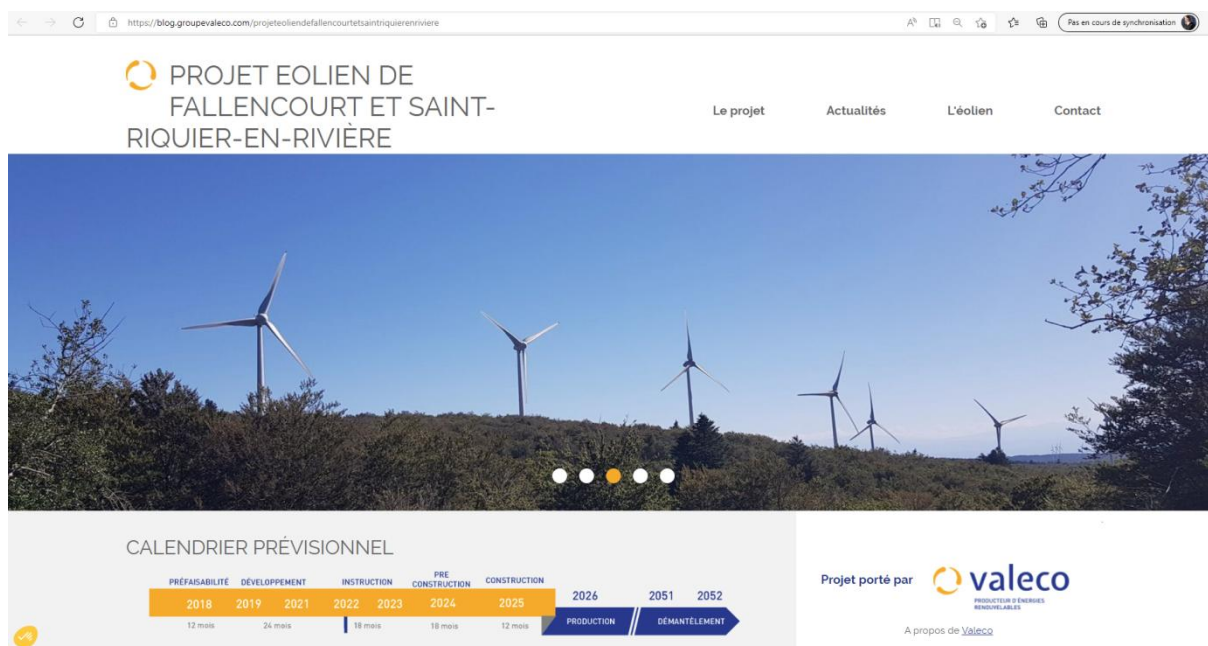 https://blog.groupevaleco.com/projeteoliendefallencourtetsaintriquierenriviere
Pas en cours de synchronisation
PROJET EOLIEN DE
FALLENCOURT ET SAINT-
RIQUIER-EN-RIVIÈRE
Le projet Actualités L'éolien Contact
CALENDRIER PRÉVISIONNEL
PRÉFAISABILITÉ DÉVELOPPEMENT INSTRUCTION PRE CONSTRUCTION CONSTRUCTION
2018 2019 2021 2022 2023 2024 2025 2026 2051 2052
12 mois 24 mois 18 mois 18 mois 12 mois PRODUCTION DÉMANTÈLEMENT
Projet porté par
valeco
PRODUCTEUR D'ÉNERGIES
RENOUVELABLES
A propos de Valeco